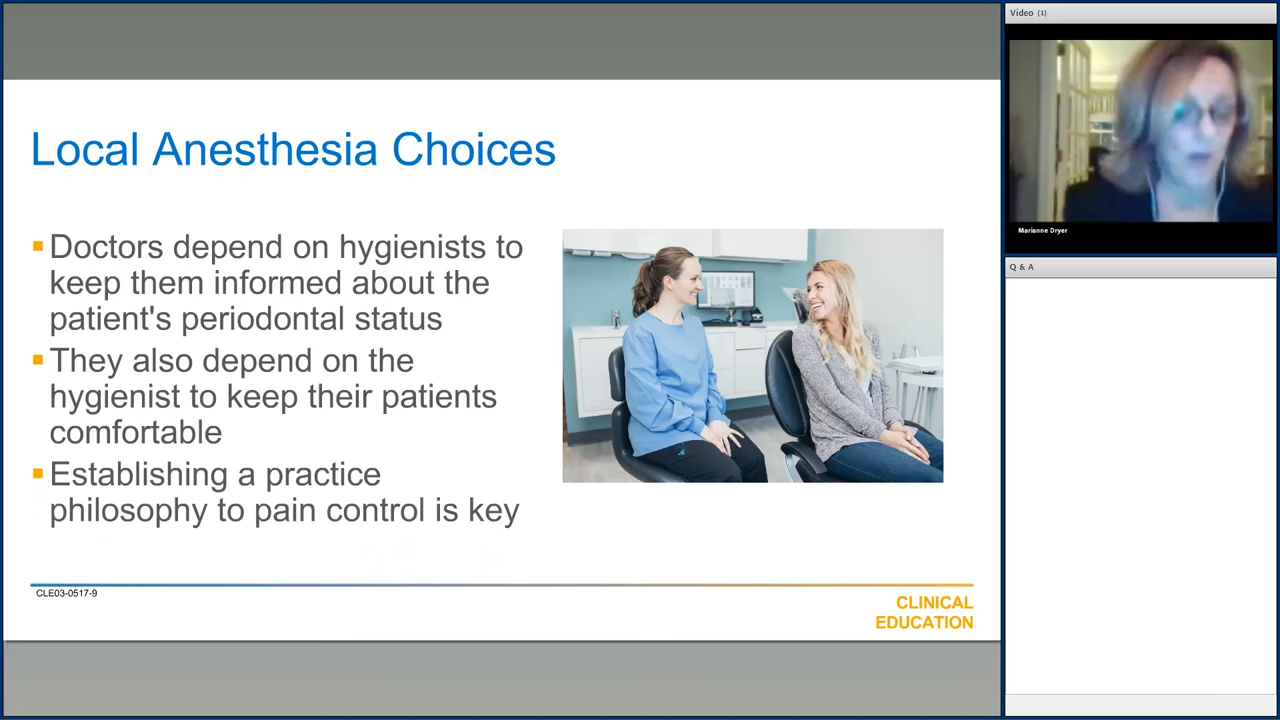 Local Anesthesia Choices
▪Doctors depend on hygienists to
keep them informed about the
patient's periodontal status
▪They also depend on the
hygienist to keep their patients
comfortable
▪Establishing a practice
philosophy to pain control is key
CLE03-0517-9
CLINICAL
EDUCATION
Video (1)
Marianne Dryer
Q & A